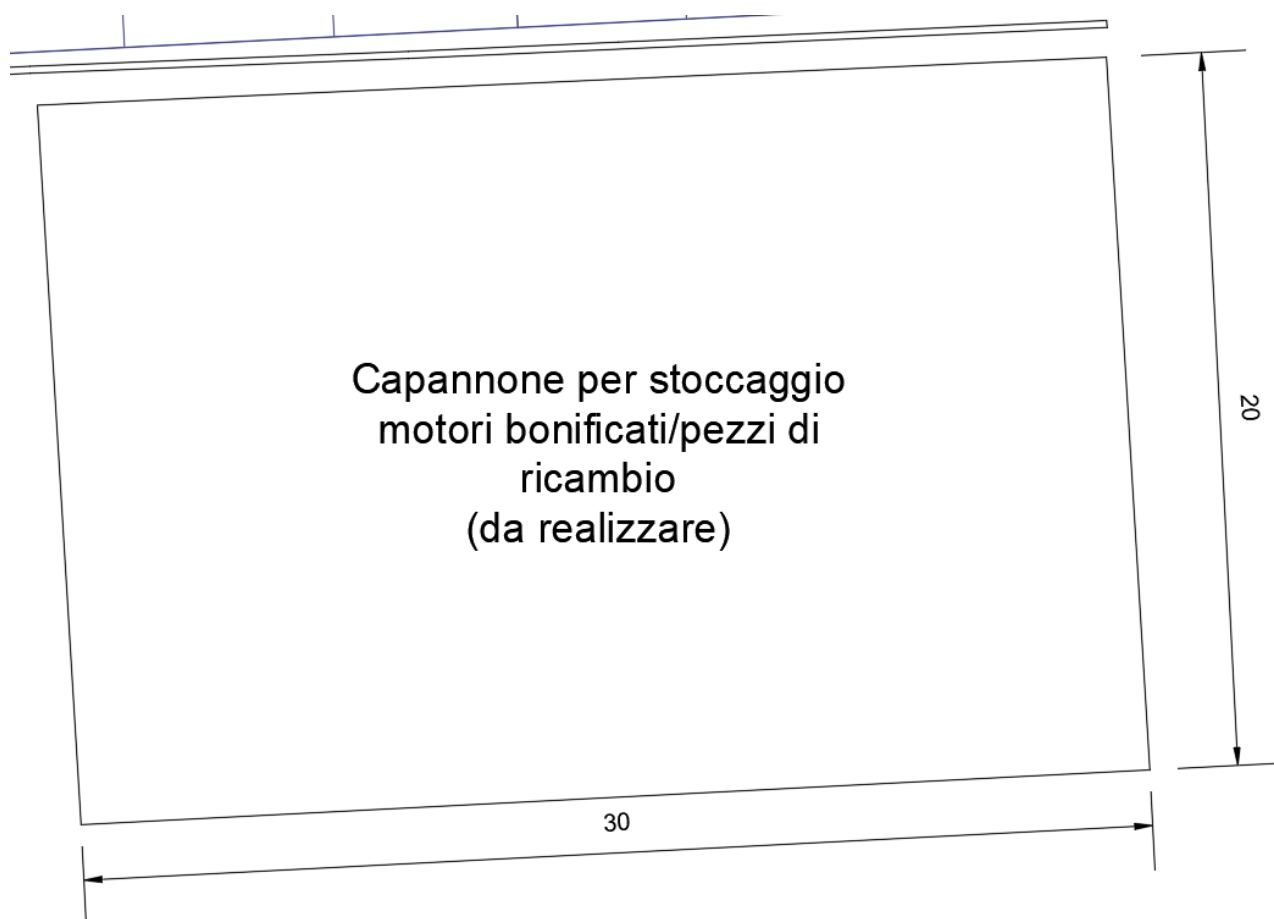 Capannone per stoccaggio
motori bonificati/pezzi di
ricambio
(da realizzare)
20
30